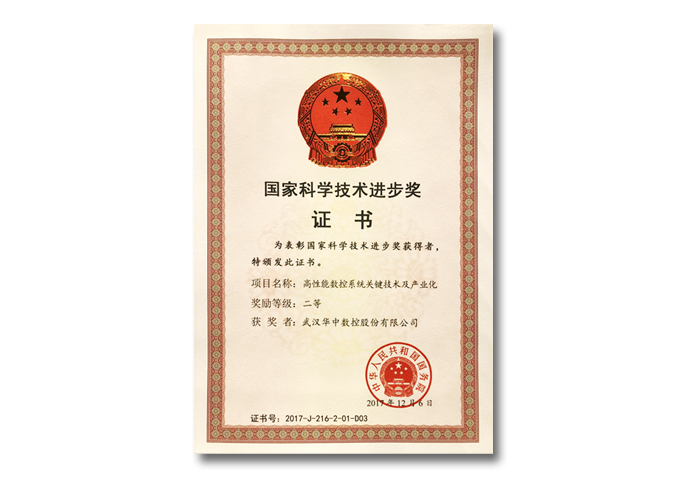 国家科学技术进步奖
证 书
为表彰国家科学技术进步奖获得者，
特颁发此证书。
项目名称：高性能数控系统关键技术及产业化
奖励等级：二等
获 奖 者：武汉华中数控股份有限公司
中华人民共和国国务院
2017年12月6日
证书号：2017-J-216-2-01-D03